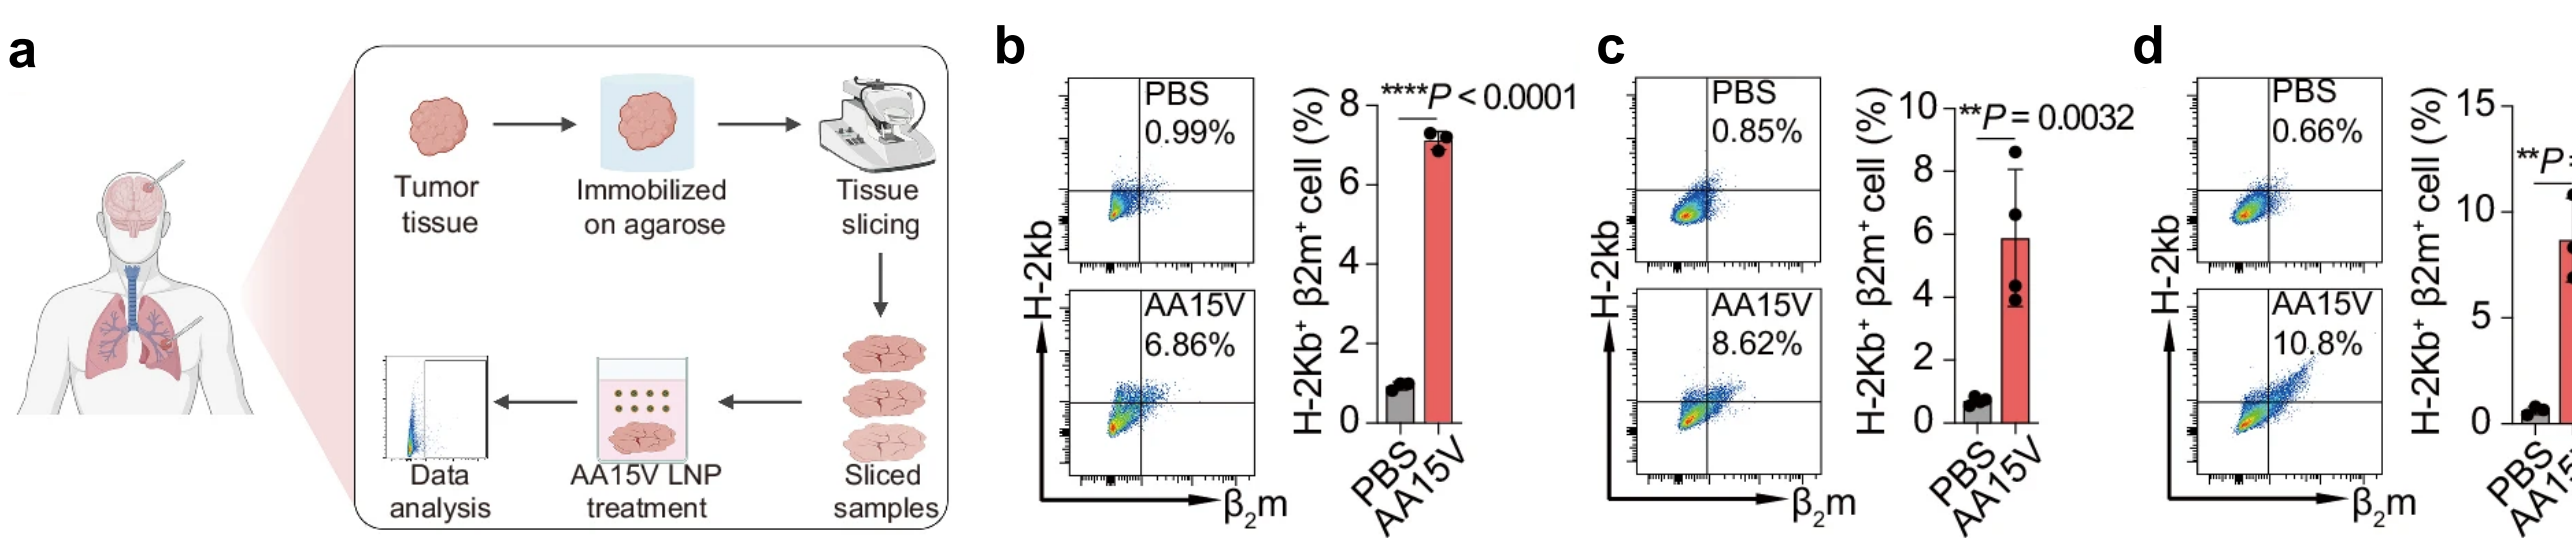 a
Tumor
tissue
Immobilized
on agarose
Tissue
slicing
Sliced
samples
AA15V LNP
treatment
Data
analysis
b
PBS
0.99%
AA15V
6.86%
H-2kb
β₂m
H-2Kb⁺ β2m⁺ cell (%)
8
6
4
2
0
****P < 0.0001
PBS
AA15V
c
PBS
0.85%
AA15V
8.62%
H-2kb
β₂m
H-2Kb⁺ β2m⁺ cell (%)
10
8
6
4
2
0
**P = 0.0032
PBS
AA15V
d
PBS
0.66%
AA15V
10.8%
H-2kb
β₂m
H-2Kb⁺ β2m⁺ cell (%)
15
10
5
0
**P =
PBS